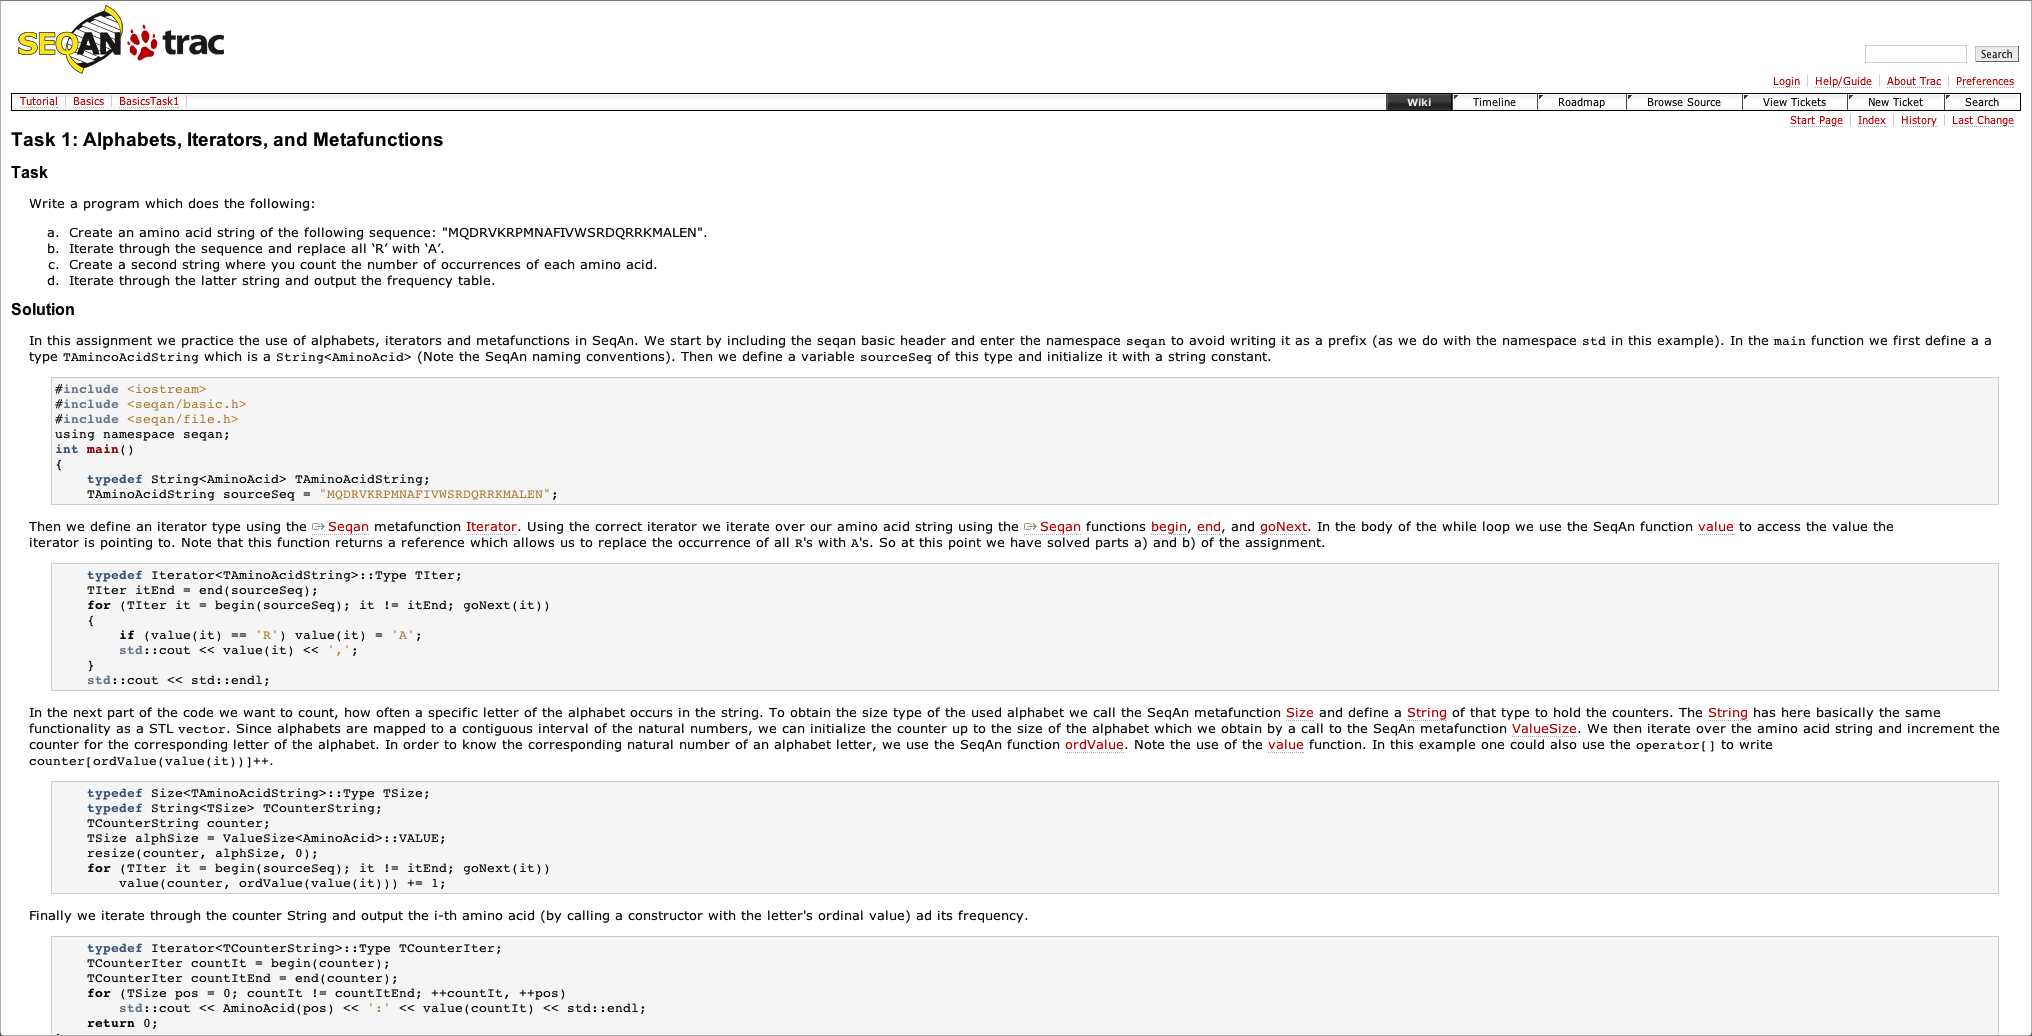 SEQAN trac
Search
Login Help/Guide About Trac Preferences
Tutorial Basics BasicsTask1 Wiki Timeline Roadmap Browse Source View Tickets New Ticket Search
Start Page Index History Last Change
Task 1: Alphabets, Iterators, and Metafunctions
Task
Write a program which does the following:
a. Create an amino acid string of the following sequence: "MQDRVKRPMNAFIVWSRDQRRKMALEN".
b. Iterate through the sequence and replace all ‘R’ with ‘A’.
c. Create a second string where you count the number of occurrences of each amino acid.
d. Iterate through the latter string and output the frequency table.
Solution
In this assignment we practice the use of alphabets, iterators and metafunctions in SeqAn. We start by including the seqan basic header and enter the namespace seqan to avoid writing it as a prefix (as we do with the namespace std in this example). In the main function we first define a a
type TAmincoAcidString which is a String<AminoAcid> (Note the SeqAn naming conventions). Then we define a variable sourceSeq of this type and initialize it with a string constant.
#include <iostream>
#include <seqan/basic.h>
#include <seqan/file.h>
using namespace seqan;
int main()
{
typedef String<AminoAcid> TAminoAcidString;
TAminoAcidString sourceSeq = "MQDRVKRPMNAFIVWSRDQRRKMALEN";
Then we define an iterator type using the Seqan metafunction Iterator. Using the correct iterator we iterate over our amino acid string using the Seqan functions begin, end, and goNext. In the body of the while loop we use the SeqAn function value to access the value the
iterator is pointing to. Note that this function returns a reference which allows us to replace the occurrence of all R's with A's. So at this point we have solved parts a) and b) of the assignment.
typedef Iterator<TAminoAcidString>::Type TIter;
TIter itEnd = end(sourceSeq);
for (TIter it = begin(sourceSeq); it != itEnd; goNext(it))
{
if (value(it) == 'R') value(it) = 'A';
std::cout << value(it) << ',';
}
std::cout << std::endl;
In the next part of the code we want to count, how often a specific letter of the alphabet occurs in the string. To obtain the size type of the used alphabet we call the SeqAn metafunction Size and define a String of that type to hold the counters. The String has here basically the same
functionality as a STL vector. Since alphabets are mapped to a contiguous interval of the natural numbers, we can initialize the counter up to the size of the alphabet which we obtain by a call to the SeqAn metafunction ValueSize. We then iterate over the amino acid string and increment the
counter for the corresponding letter of the alphabet. In order to know the corresponding natural number of an alphabet letter, we use the SeqAn function ordValue. Note the use of the value function. In this example one could also use the operator[] to write
counter[ordValue(value(it))]++.
typedef Size<TAminoAcidString>::Type TSize;
typedef String<TSize> TCounterString;
TCounterString counter;
TSize alphSize = ValueSize<AminoAcid>::VALUE;
resize(counter, alphSize, 0);
for (TIter it = begin(sourceSeq); it != itEnd; goNext(it))
value(counter, ordValue(value(it))) += 1;
Finally we iterate through the counter String and output the i-th amino acid (by calling a constructor with the letter's ordinal value) ad its frequency.
typedef Iterator<TCounterString>::Type TCounterIter;
TCounterIter countIt = begin(counter);
TCounterIter countItEnd = end(counter);
for (TSize pos = 0; countIt != countItEnd; ++countIt, ++pos)
std::cout << AminoAcid(pos) << ':' << value(countIt) << std::endl;
return 0;